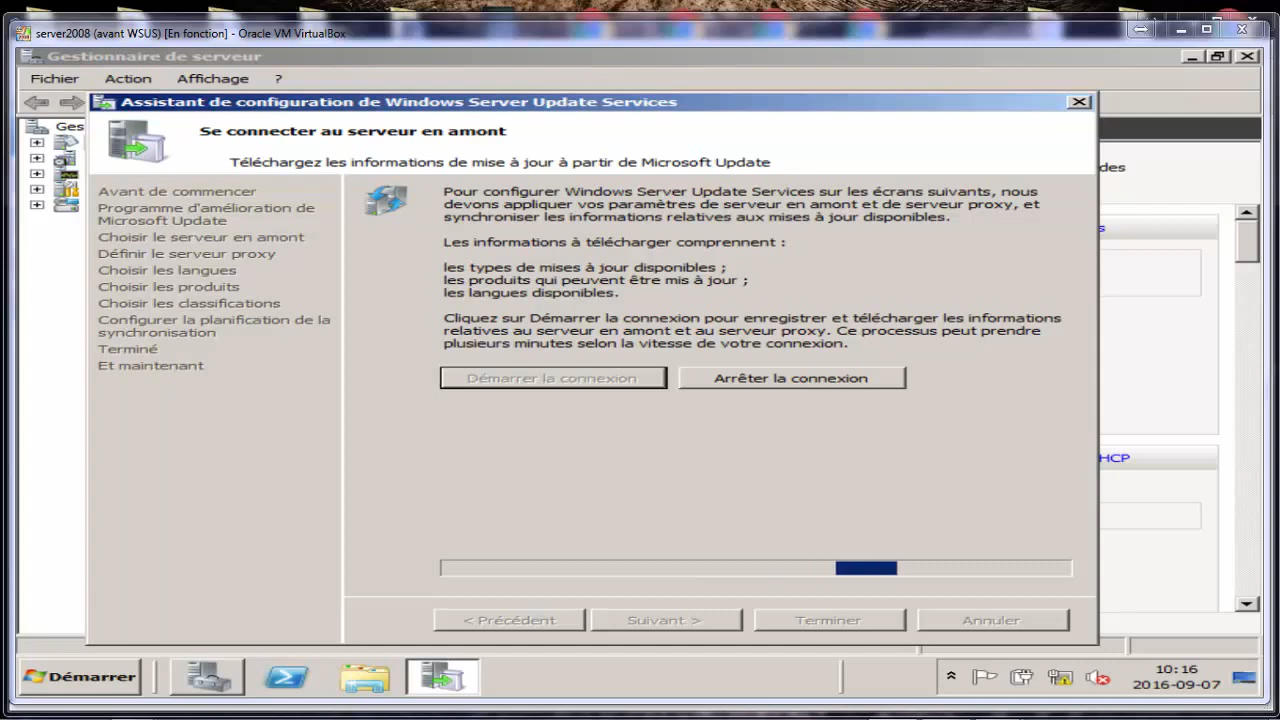 server2008 (avant WSUS) [En fonction] - Oracle VM VirtualBox
Gestionnaire de serveur
Fichier Action Affichage ?
Assistant de configuration de Windows Server Update Services
Ges
Se connecter au serveur en amont
Téléchargez les informations de mise à jour à partir de Microsoft Update
des
Avant de commencer
Programme d'amélioration de
Microsoft Update
Choisir le serveur en amont
Définir le serveur proxy
Choisir les langues
Choisir les produits
Choisir les classifications
Configurer la planification de la
synchronisation
Terminé
Et maintenant
Pour configurer Windows Server Update Services sur les écrans suivants, nous
devons appliquer vos paramètres de serveur en amont et de serveur proxy, et
synchroniser les informations relatives aux mises à jour disponibles.
Les informations à télécharger comprennent :
les types de mises à jour disponibles ;
les produits qui peuvent être mis à jour ;
les langues disponibles.
Cliquez sur Démarrer la connexion pour enregistrer et télécharger les informations
relatives au serveur en amont et au serveur proxy. Ce processus peut prendre
plusieurs minutes selon la vitesse de votre connexion.
Démarrer la connexion Arrêter la connexion
s
HCP
< Précédent Suivant > Terminer Annuler
Démarrer
10:16
2016-09-07